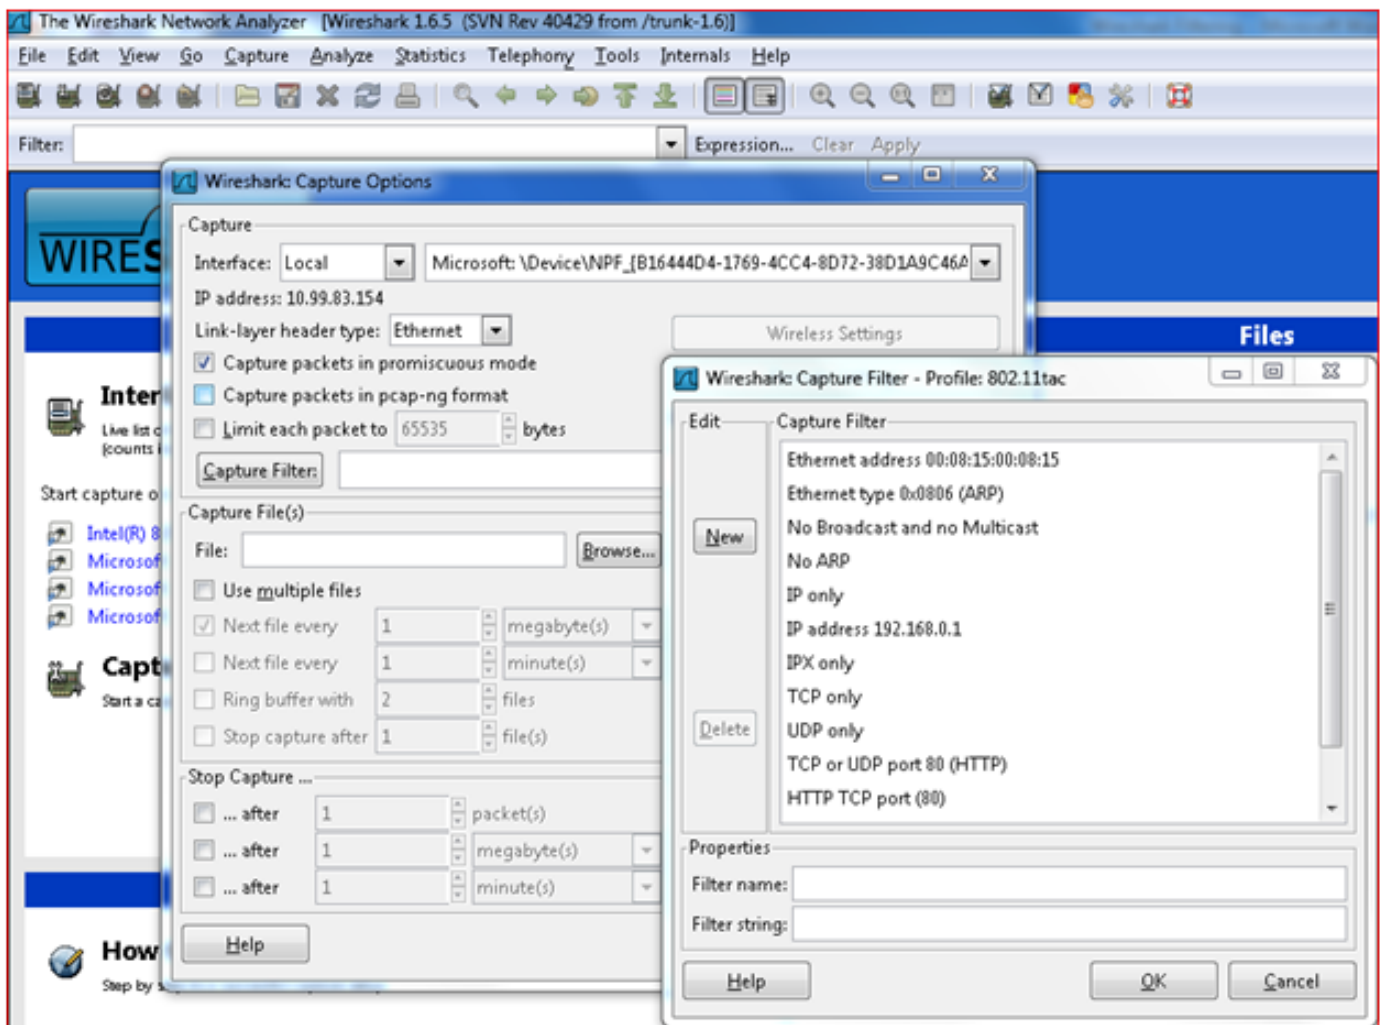 The Wireshark Network Analyzer [Wireshark 1.6.5 (SVN Rev 40429 from /trunk-1.6)]
File Edit View Go Capture Analyze Statistics Telephony Tools Internals Help
Filter: Expression... Clear Apply
Wireshark: Capture Options
WIRES
Capture
Interface: Local Microsoft: \Device\NPF_{B16444D4-1769-4CC4-8D72-38D1A9C46A
IP address: 10.99.83.154
Link-layer header type: Ethernet
Wireless Settings
Capture packets in promiscuous mode
Capture packets in pcap-ng format
Limit each packet to 65535 bytes
Capture Filter:
Capture File(s)
File: Browse...
Use multiple files
Next file every 1 megabyte(s)
Next file every 1 minute(s)
Ring buffer with 2 files
Stop capture after 1 file(s)
Stop Capture ...
... after 1 packet(s)
... after 1 megabyte(s)
... after 1 minute(s)
Help
Files
Inter
Live list
(counts
Start capture o
Intel(R) 8
Microsof
Microsof
Microsof
Capt
Start a ca
How
Step by
Wireshark: Capture Filter - Profile: 802.11tac
Edit
New
Delete
Capture Filter
Ethernet address 00:08:15:00:08:15
Ethernet type 0x0806 (ARP)
No Broadcast and no Multicast
No ARP
IP only
IP address 192.168.0.1
IPX only
TCP only
UDP only
TCP or UDP port 80 (HTTP)
HTTP TCP port (80)
Properties
Filter name:
Filter string:
Help OK Cancel